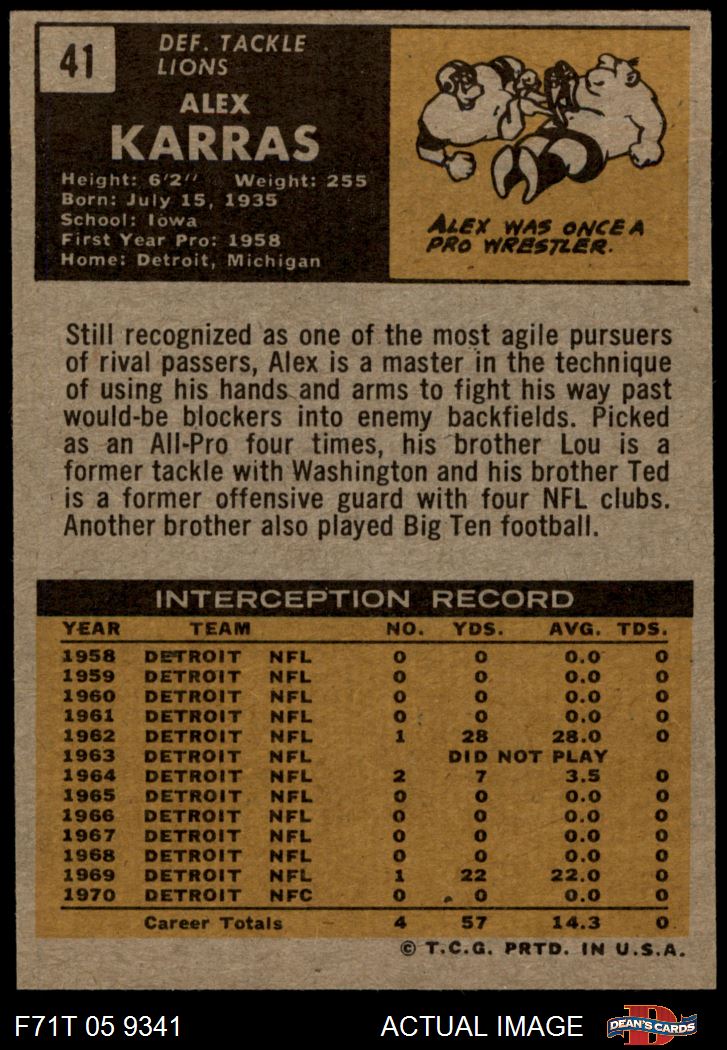 41
DEF. TACKLE
LIONS
ALEX
KARRAS
Height: 6'2" Weight: 255
Born: July 15, 1935
School: Iowa
First Year Pro: 1958
Home: Detroit, Michigan
ALEX WAS ONCE A
PRO WRESTLER.
Still recognized as one of the most agile pursuers
of rival passers, Alex is a master in the technique
of using his hands and arms to fight his way past
would-be blockers into enemy backfields. Picked
as an All-Pro four times, his brother Lou is a
former tackle with Washington and his brother Ted
is a former offensive guard with four NFL clubs.
Another brother also played Big Ten football.
INTERCEPTION RECORD
YEAR TEAM NO. YDS. AVG. TDS.
1958 DETROIT NFL 0 0 0.0 0
1959 DETROIT NFL 0 0 0.0 0
1960 DETROIT NFL 0 0 0.0 0
1961 DETROIT NFL 0 0 0.0 0
1962 DETROIT NFL 1 28 28.0 0
1963 DETROIT NFL DID NOT PLAY
1964 DETROIT NFL 2 7 3.5 0
1965 DETROIT NFL 0 0 0.0 0
1966 DETROIT NFL 0 0 0.0 0
1967 DETROIT NFL 0 0 0.0 0
1968 DETROIT NFL 0 0 0.0 0
1969 DETROIT NFL 1 22 22.0 0
1970 DETROIT NFC 0 0 0.0 0
Career Totals 4 57 14.3 0
© T.C.G. PRTD. IN U.S.A.
F71T 05 9341 ACTUAL IMAGE D DEAN'S CARDS